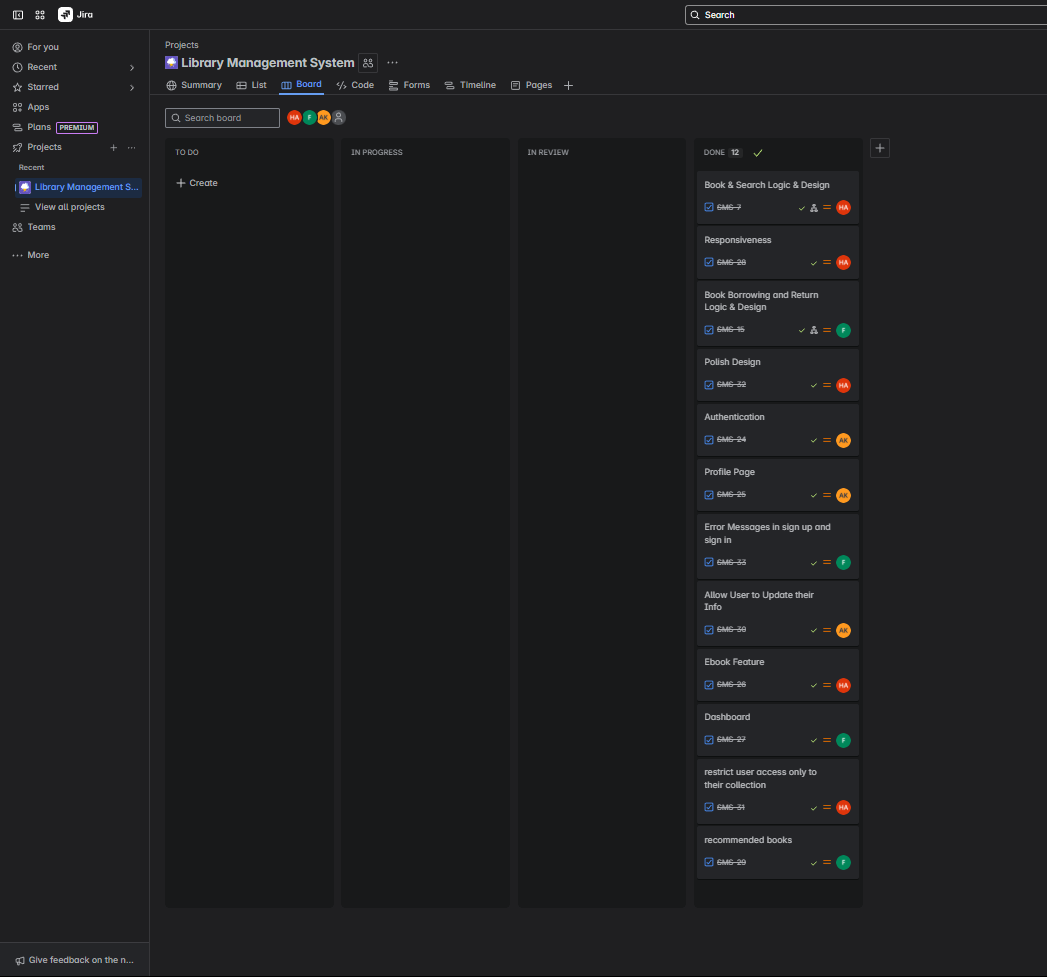 Jira
Search
For you
Recent
Starred
Apps
Plans PREMIUM
Projects
Recent
Library Management S...
View all projects
Teams
More
Give feedback on the n...
Projects
Library Management System
Summary List Board Code Forms Timeline Pages
Search board
HA F AK
TO DO
Create
IN PROGRESS
IN REVIEW
DONE 12
Book & Search Logic & Design
SMS-7 HA
Responsiveness
SMS-28 HA
Book Borrowing and Return
Logic & Design
SMS-15 F
Polish Design
SMS-32 HA
Authentication
SMS-24 AK
Profile Page
SMS-25 AK
Error Messages in sign up and
sign in
SMS-33 F
Allow User to Update their
Info
SMS-30 AK
Ebook Feature
SMS-26 HA
Dashboard
SMS-27 F
restrict user access only to
their collection
SMS-31 HA
recommended books
SMS-29 F